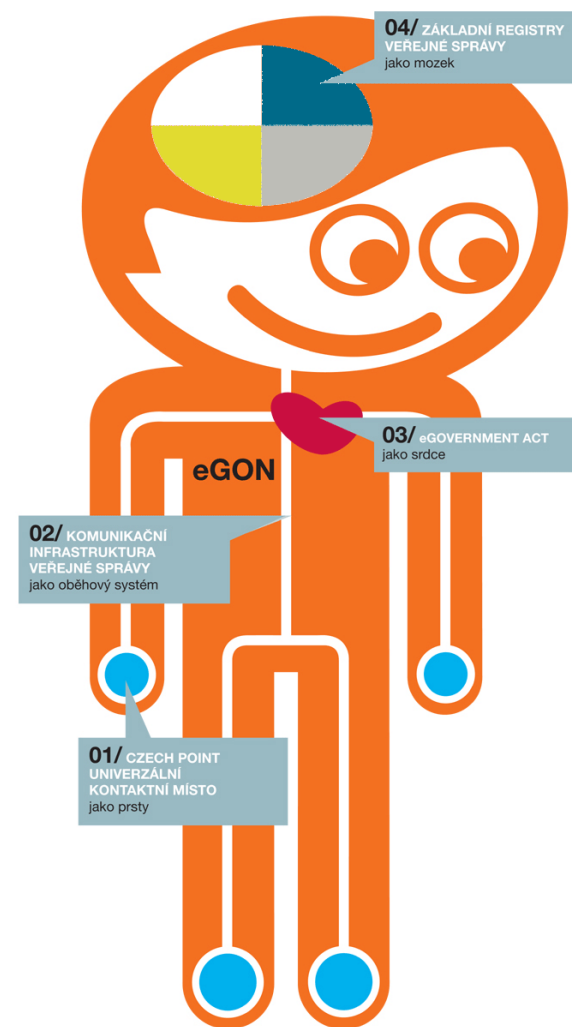 04/ ZÁKLADNÍ REGISTRY
VEŘEJNÉ SPRÁVY
jako mozek
03/ eGOVERNMENT ACT
jako srdce
eGON
02/ KOMUNIKAČNÍ
INFRASTRUKTURA
VEŘEJNÉ SPRÁVY
jako oběhový systém
01/ CZECH POINT
UNIVERZÁLNÍ
KONTAKTNÍ MÍSTO
jako prsty